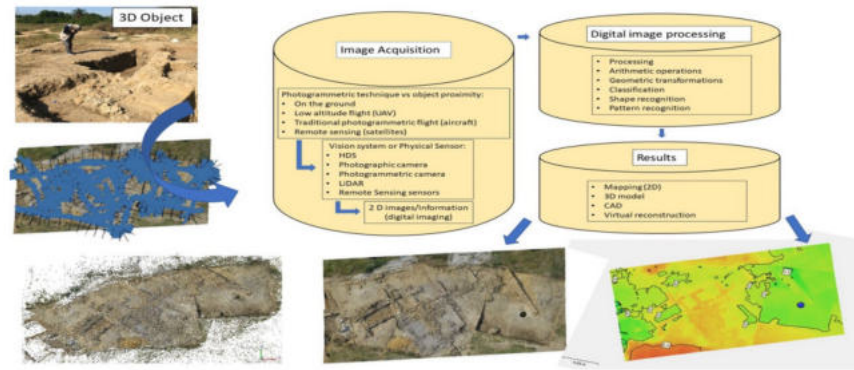 3D Object
Image Acquisition
Photogrammetric technique vs object proximity:
• On the ground
• Low altitude flight (UAV)
• Traditional photogrammetric flight (aircraft)
• Remote sensing (satellites)
Vision system or Physical Sensor:
• HDS
• Photographic camera
• Photogrammetric camera
• LiDAR
• Remote Sensing sensors
2 D images/information
(digital imaging)
Digital image processing
• Processing
• Arithmetic operations
• Geometric transformations
• Classification
• Shape recognition
• Pattern recognition
Results
• Mapping (2D)
• 3D model
• CAD
• Virtual reconstruction